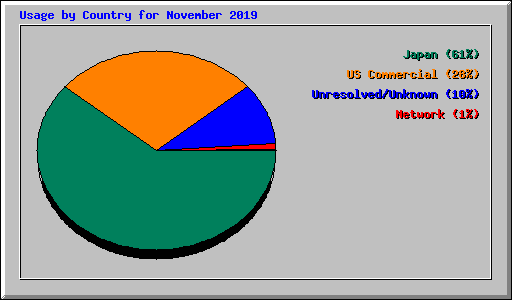 Usage by Country for November 2019
Japan (61%)
US Commercial (28%)
Unresolved/Unknown (10%)
Network (1%)